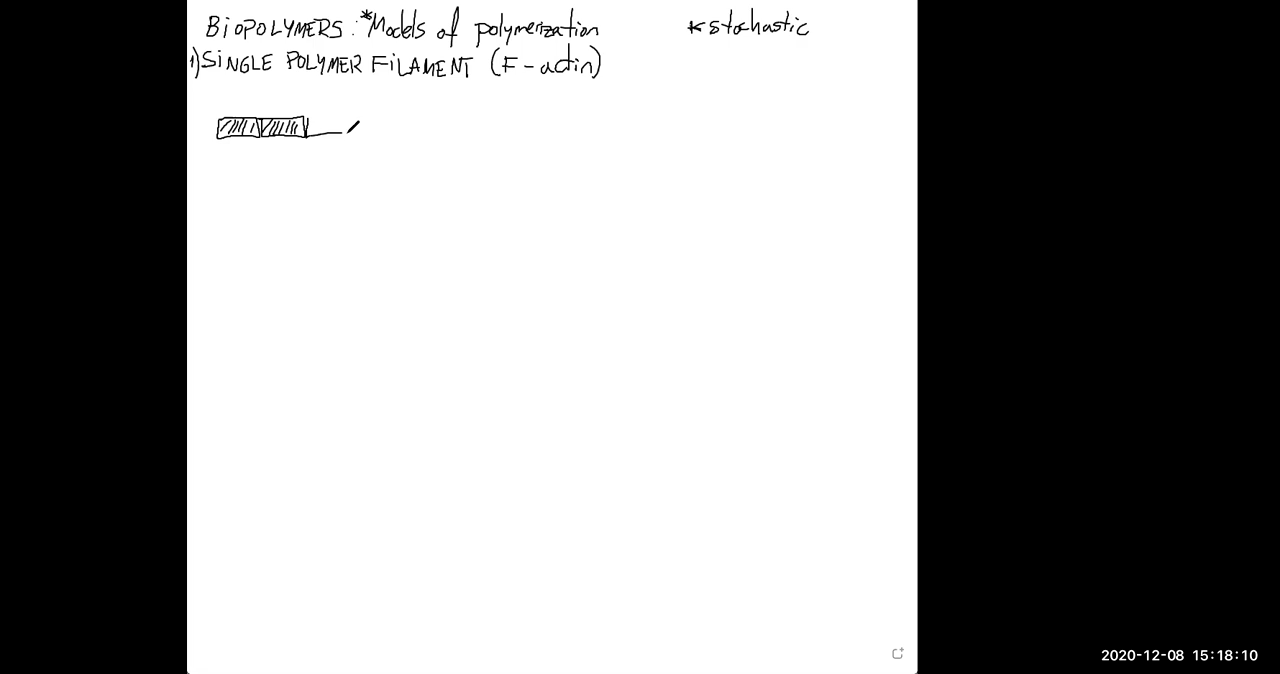 BiOPOLYMERS : *Models of polymerization *stochastic
1) SiNGLE POLYMER FiLAMENT (F-actin)
2020-12-08 15:18:10